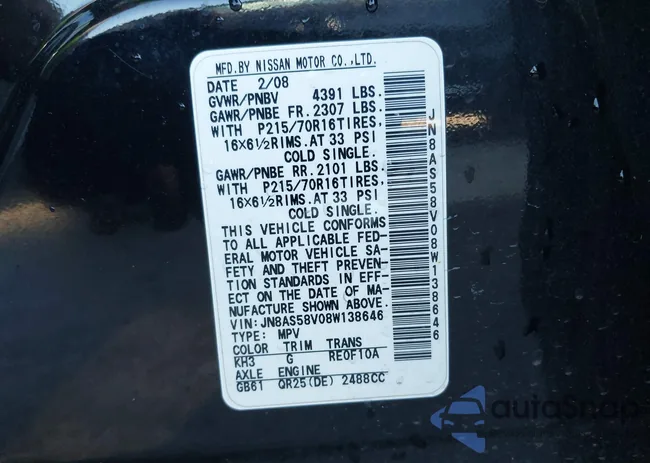 MFD.BY NISSAN MOTOR CO.,LTD.
DATE 2/08
GVWR/PNBV 4391 LBS.
GAWR/PNBE FR.2307 LBS.
WITH P215/70R16TIRES,
16×6½RIMS.AT 33 PSI
COLD SINGLE.
GAWR/PNBE RR.2101 LBS.
WITH P215/70R16TIRES,
16×6½RIMS.AT 33 PSI
COLD SINGLE.
THIS VEHICLE CONFORMS
TO ALL APPLICABLE FED-
ERAL MOTOR VEHICLE SA-
FETY AND THEFT PREVEN-
TION STANDARDS IN EFF-
ECT ON THE DATE OF MA-
NUFACTURE SHOWN ABOVE.
VIN:JN8AS58V08W138646
TYPE: MPV
COLOR TRIM TRANS
KH3 G RE0F10A
AXLE ENGINE
GB61 QR25(DE) 2488CC
JN8AS58V08W138646
autoSnap